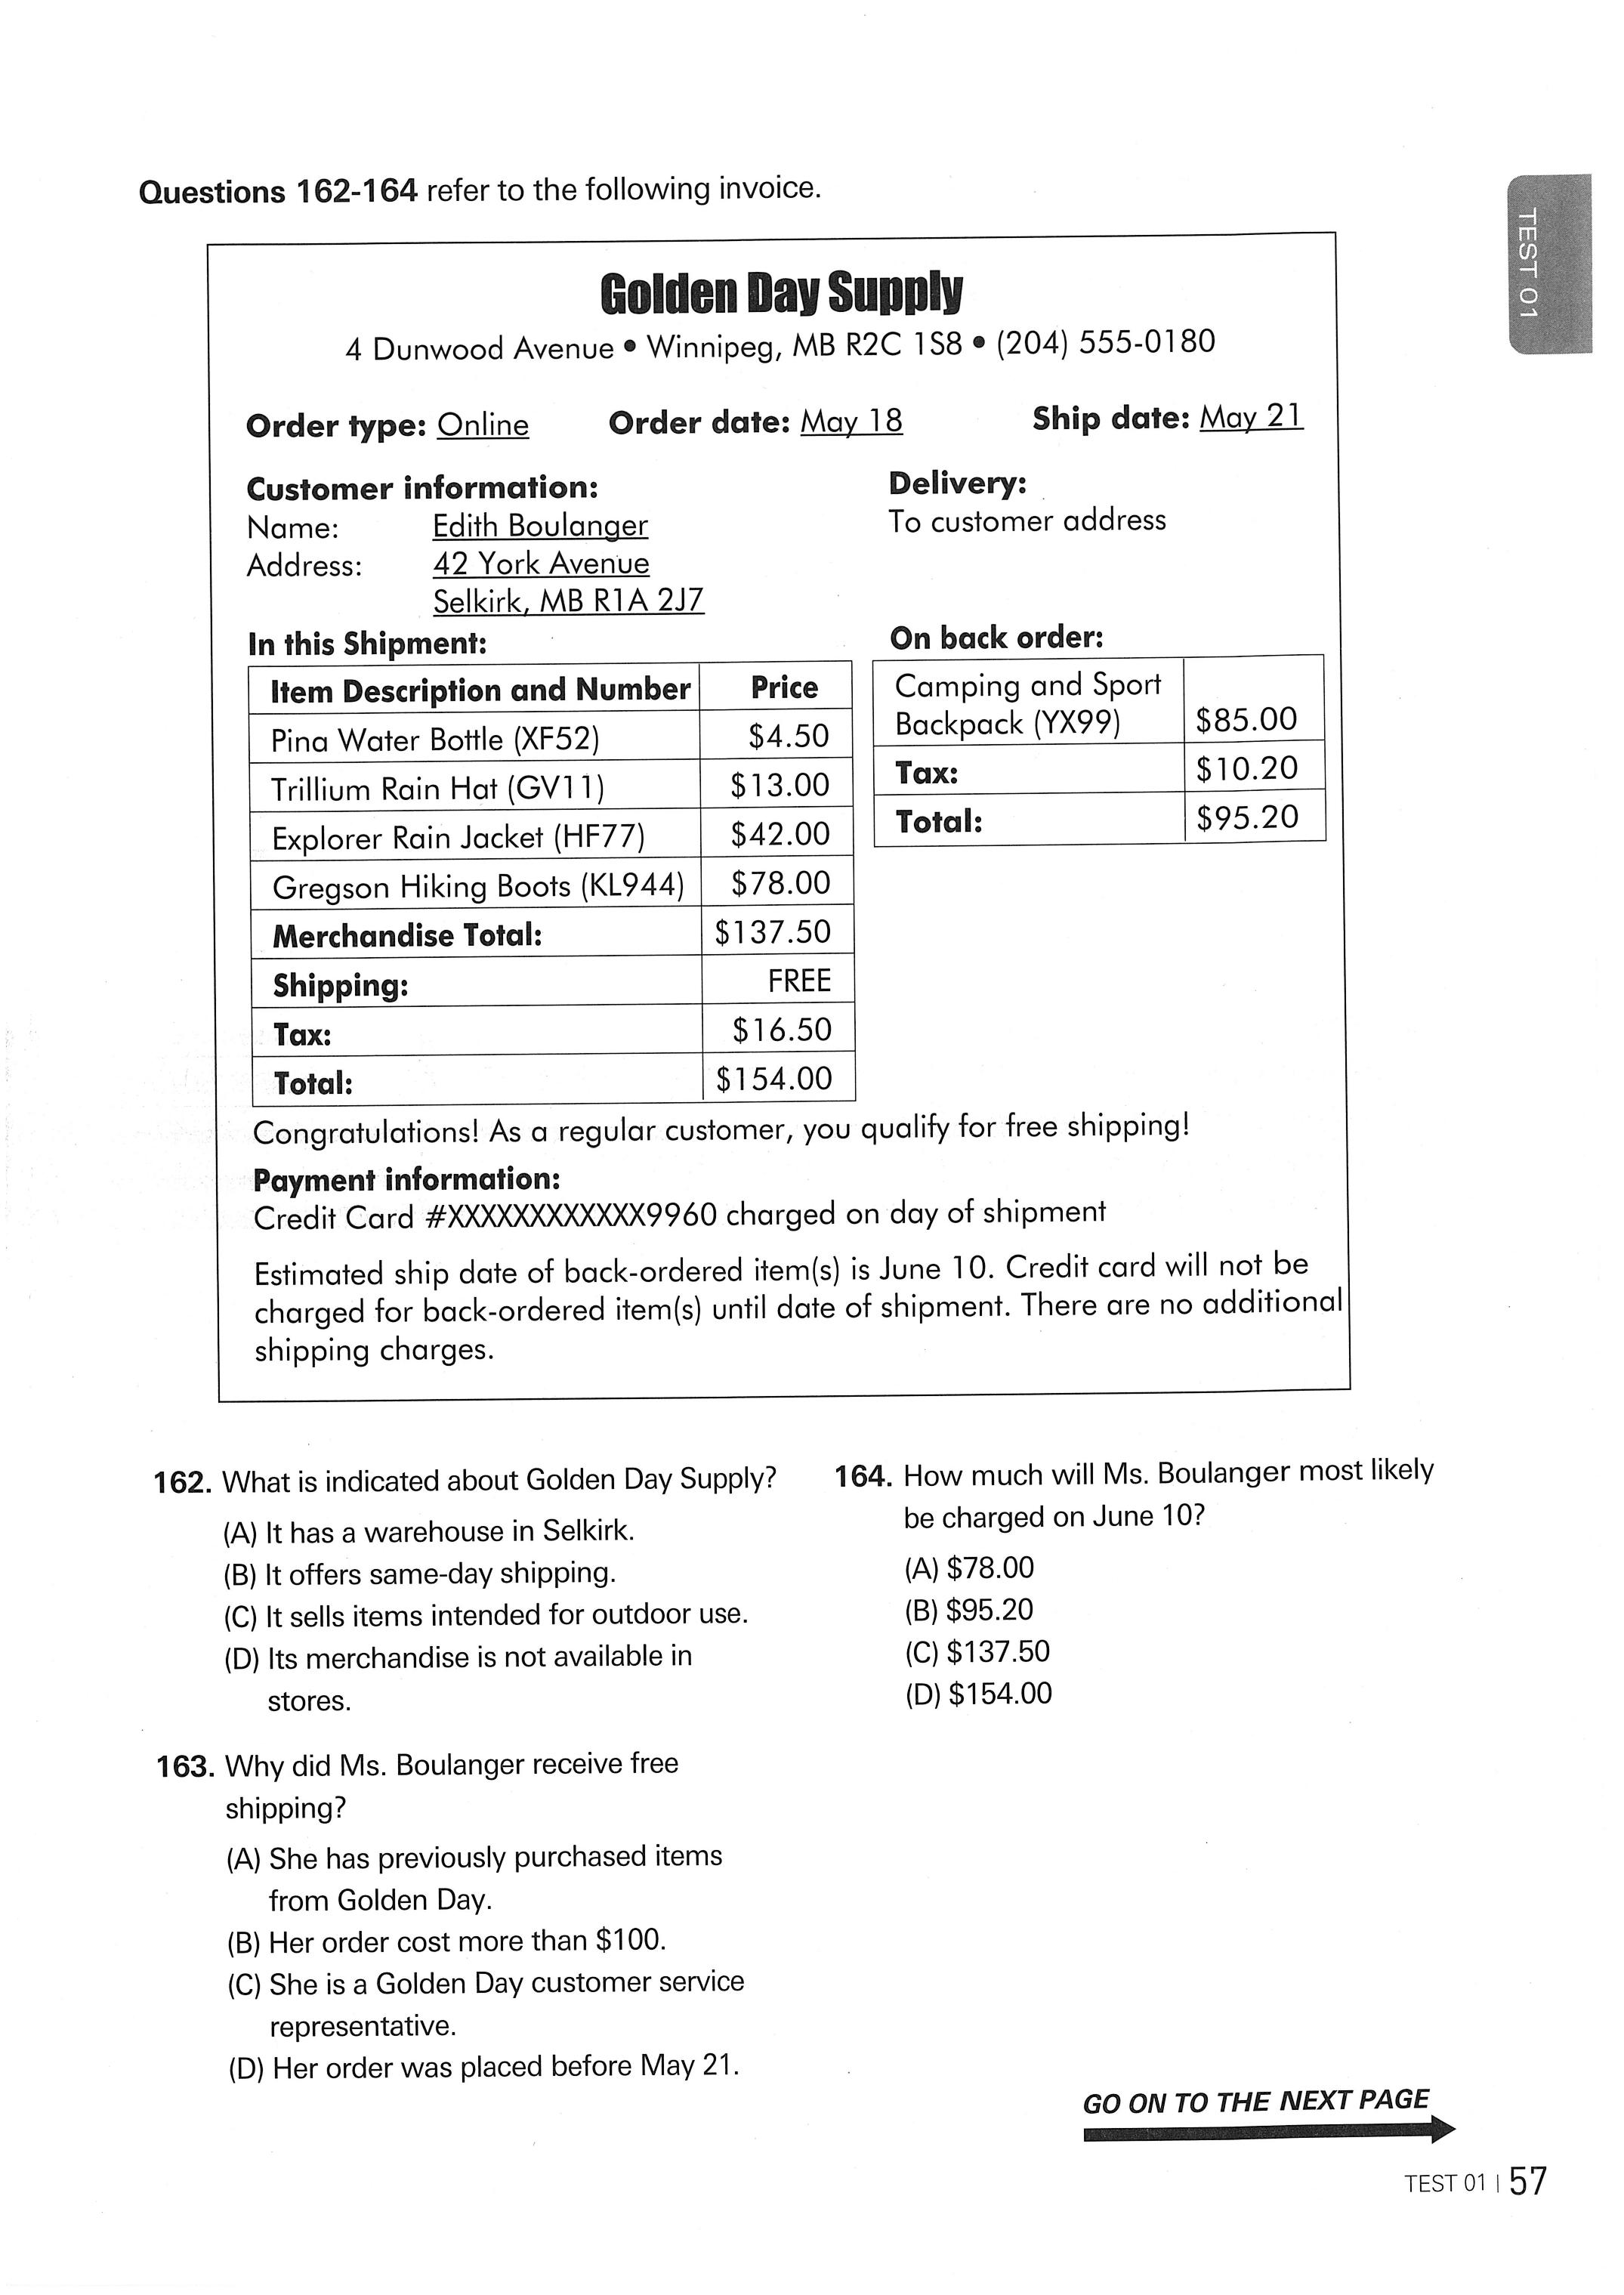 Questions 162-164 refer to the following invoice.
TEST 01
Golden Day Supply
4 Dunwood Avenue • Winnipeg, MB R2C 1S8 • (204) 555-0180
Order type: Online Order date: May 18 Ship date: May 21
Customer information:
Name: Edith Boulanger
Address: 42 York Avenue
Selkirk, MB R1A 2J7
Delivery:
To customer address
In this Shipment:
Item Description and Number Price
Pina Water Bottle (XF52) $4.50
Trillium Rain Hat (GV11) $13.00
Explorer Rain Jacket (HF77) $42.00
Gregson Hiking Boots (KL944) $78.00
Merchandise Total: $137.50
Shipping: FREE
Tax: $16.50
Total: $154.00
On back order:
Camping and Sport
Backpack (YX99) $85.00
Tax: $10.20
Total: $95.20
Congratulations! As a regular customer, you qualify for free shipping!
Payment information:
Credit Card #XXXXXXXXXXXX9960 charged on day of shipment
Estimated ship date of back-ordered item(s) is June 10. Credit card will not be
charged for back-ordered item(s) until date of shipment. There are no additional
shipping charges.
162. What is indicated about Golden Day Supply?
(A) It has a warehouse in Selkirk.
(B) It offers same-day shipping.
(C) It sells items intended for outdoor use.
(D) Its merchandise is not available in
stores.
163. Why did Ms. Boulanger receive free
shipping?
(A) She has previously purchased items
from Golden Day.
(B) Her order cost more than $100.
(C) She is a Golden Day customer service
representative.
(D) Her order was placed before May 21.
164. How much will Ms. Boulanger most likely
be charged on June 10?
(A) $78.00
(B) $95.20
(C) $137.50
(D) $154.00
GO ON TO THE NEXT PAGE
TEST 01 | 57